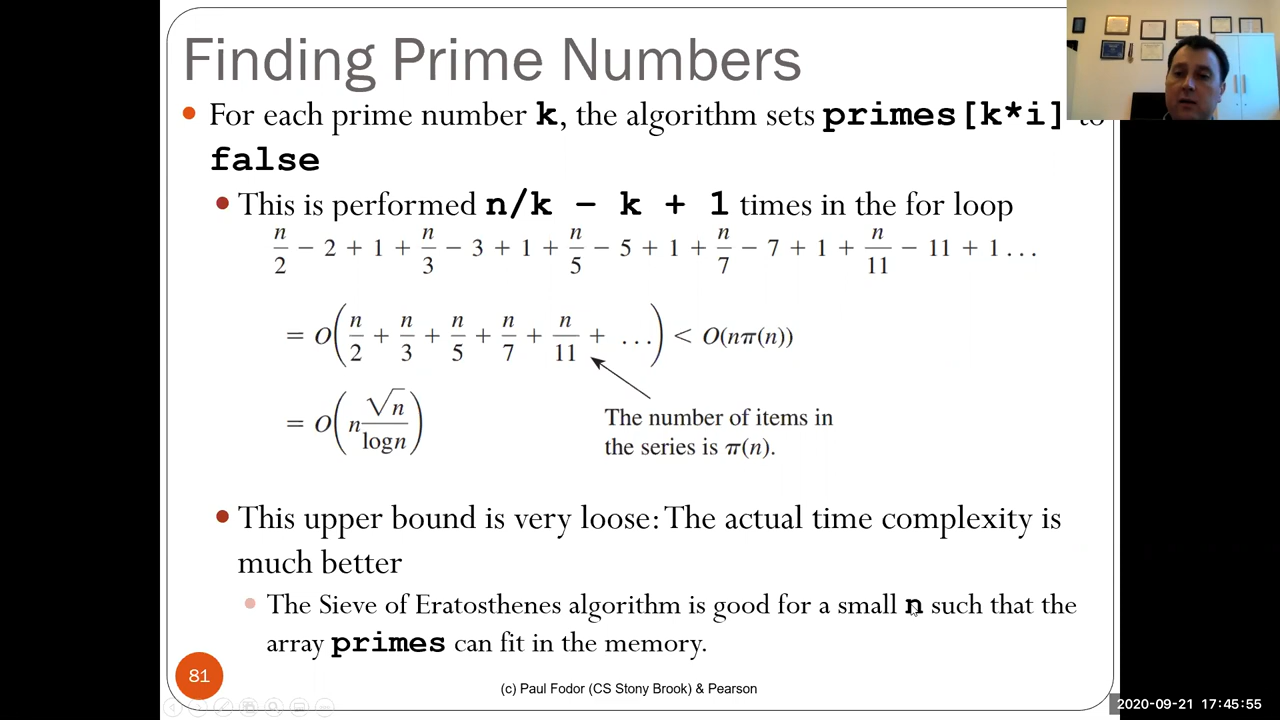 Finding Prime Numbers
• For each prime number k, the algorithm sets primes[k*i] to
false
• This is performed n/k – k + 1 times in the for loop
n/2 − 2 + 1 + n/3 − 3 + 1 + n/5 − 5 + 1 + n/7 − 7 + 1 + n/11 − 11 + 1 . . .
= O(n/2 + n/3 + n/5 + n/7 + n/11 + . . .) < O(nπ(n))
= O(n √n/log n)
The number of items in
the series is π(n).
• This upper bound is very loose: The actual time complexity is
much better
• The Sieve of Eratosthenes algorithm is good for a small n such that the
array primes can fit in the memory.
81
(c) Paul Fodor (CS Stony Brook) & Pearson
2020-09-21 17:45:55